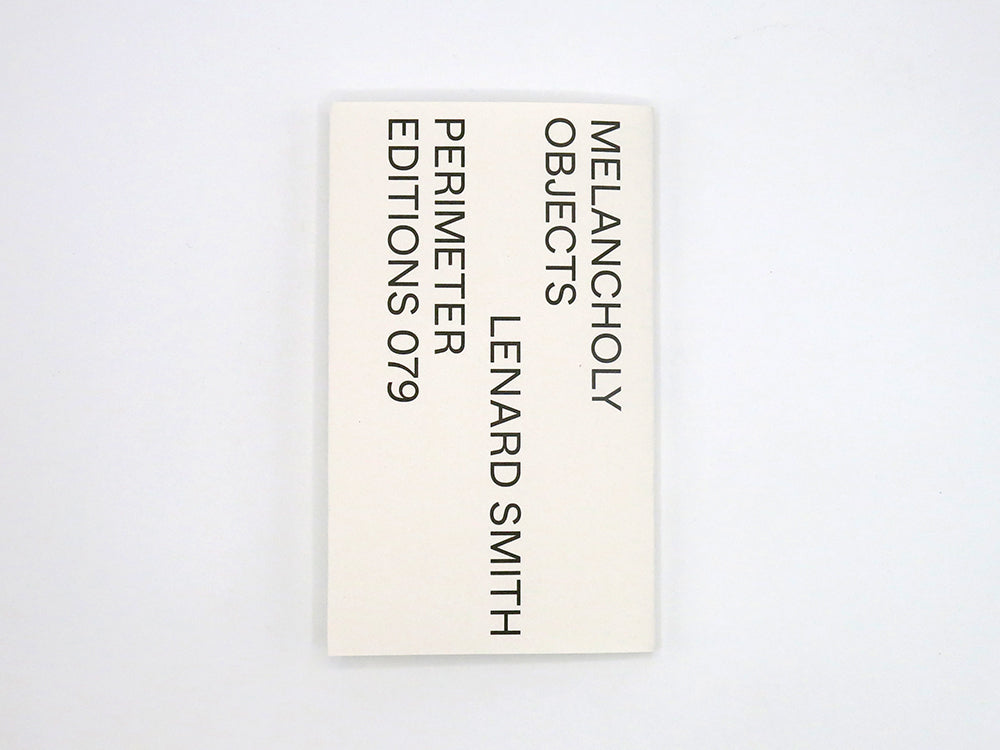 MELANCHOLY
OBJECTS
LENARD SMITH
PERIMETER
EDITIONS 079